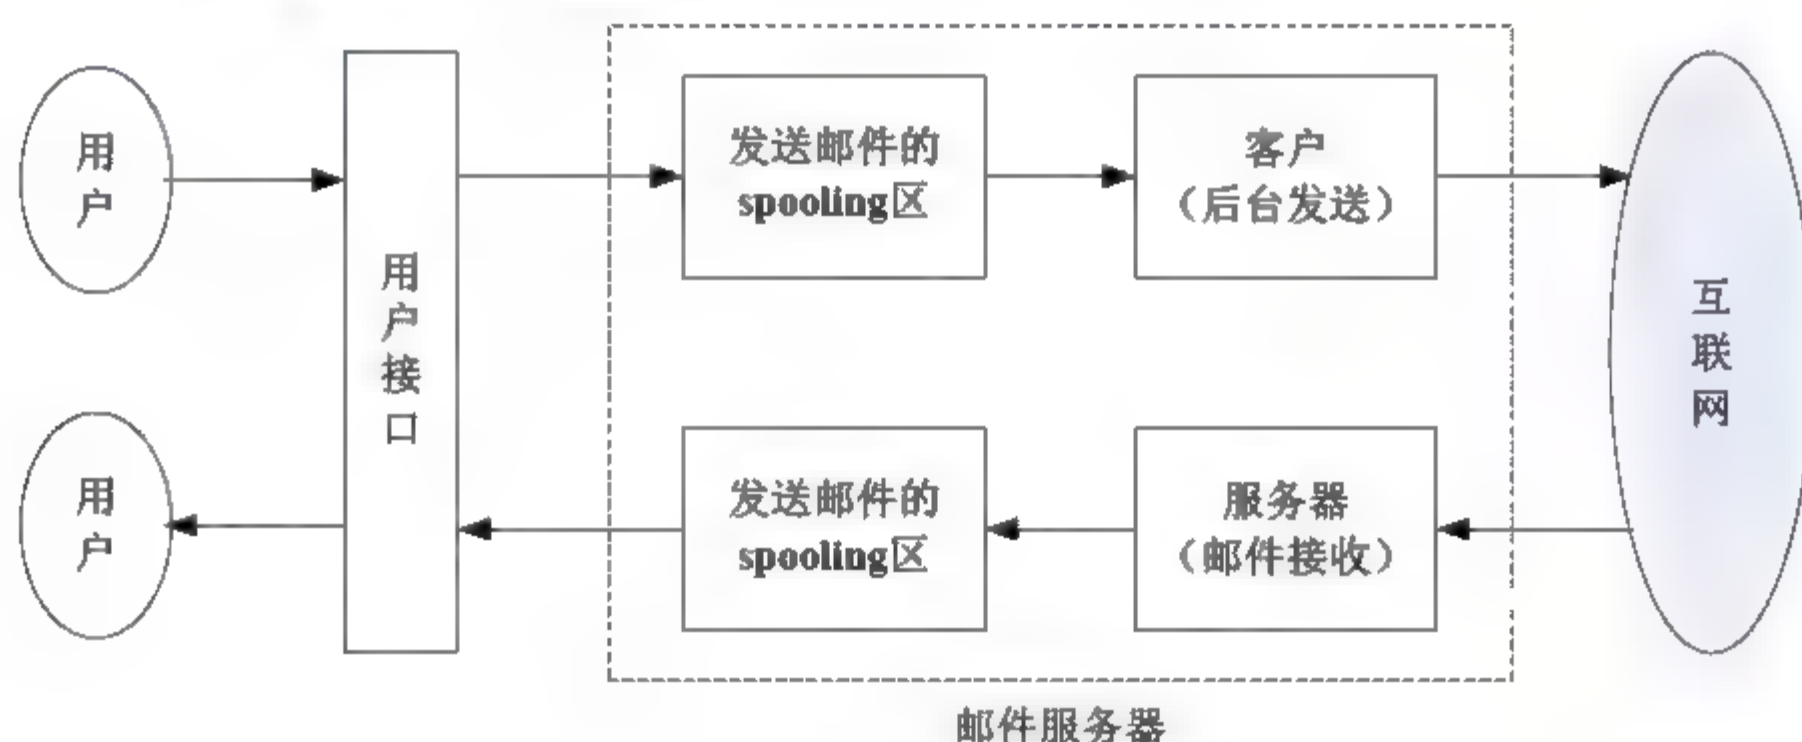 用户
用户接口
发送邮件的
spooling区
客户
（后台发送）
互联网
用户
发送邮件的
spooling区
服务器
（邮件接收）
邮件服务器